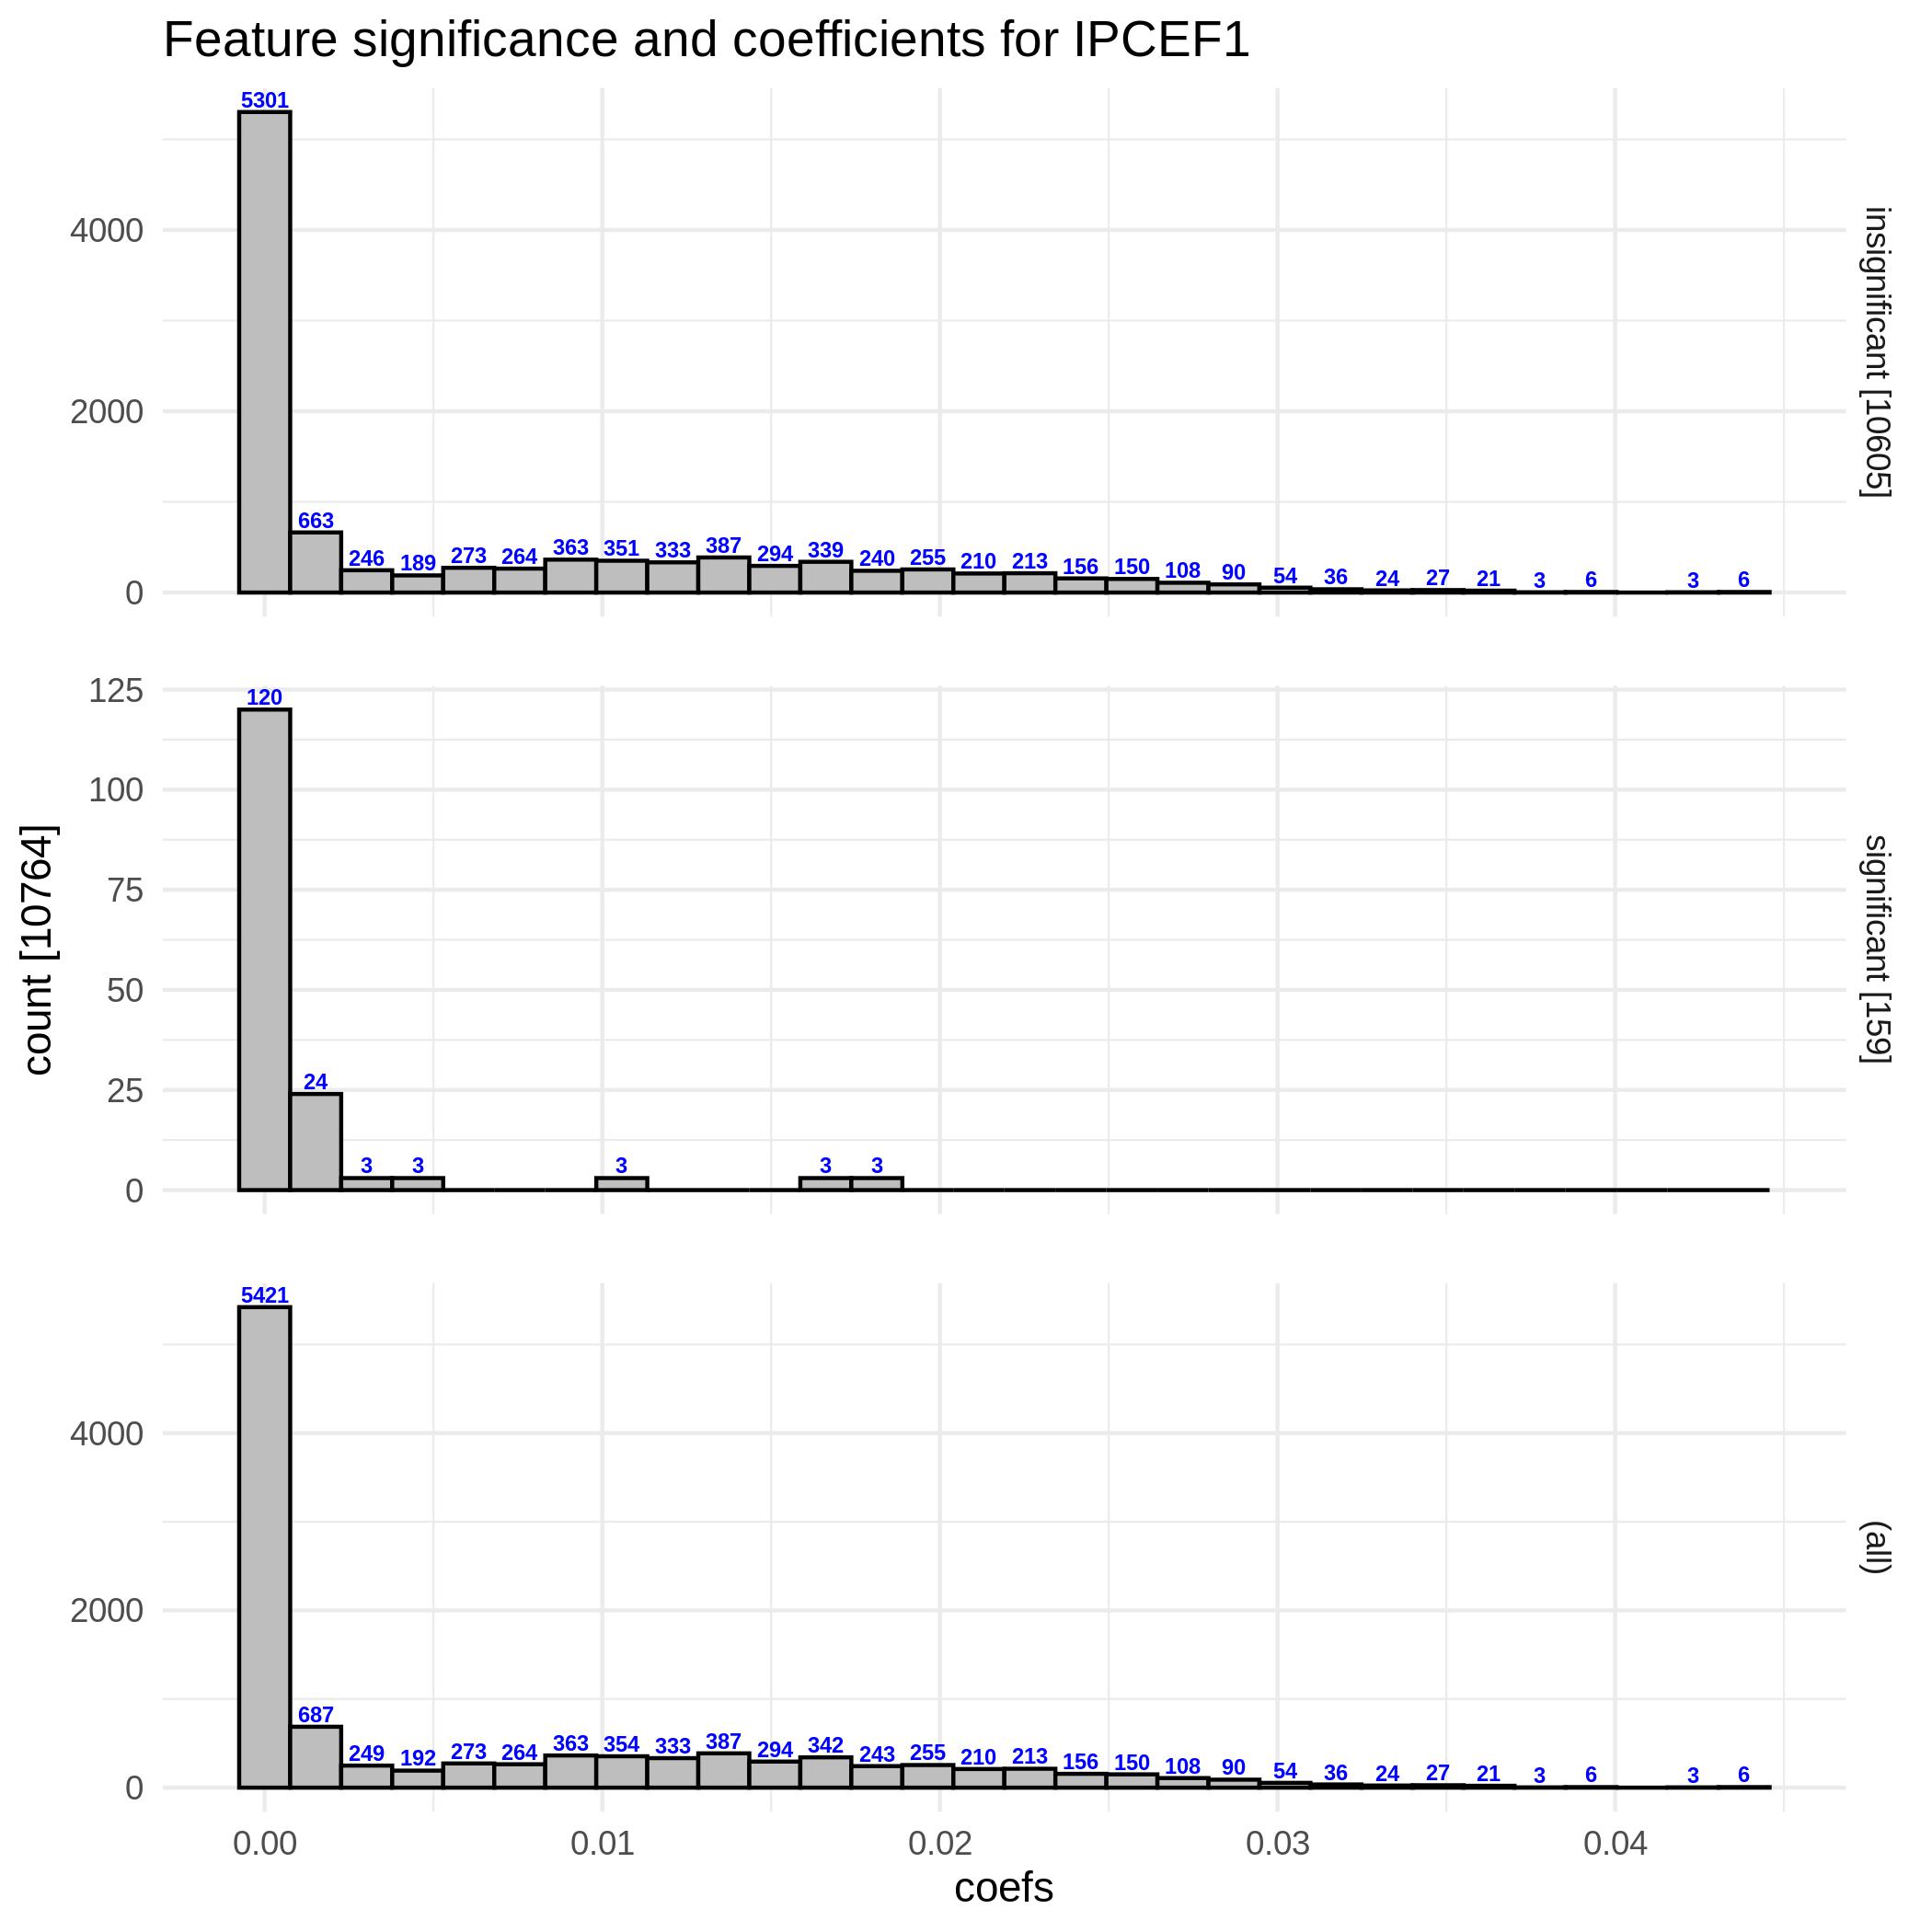 Feature significance and coefficients for IPCEF1
5301
663 246 189 273 264 363 351 333 387 294 339 240 255 210 213 156 150 108 90 54 36 24 27 21 3 6 3 6
4000
2000
0
insignificant [10605]
120
24
3 3 3 3 3
125
100
75
50
25
0
significant [159]
count [10764]
5421
687 249 192 273 264 363 354 333 387 294 342 243 255 210 213 156 150 108 90 54 36 24 27 21 3 6 3 6
4000
2000
0
(all)
0.00 0.01 0.02 0.03 0.04
coefs